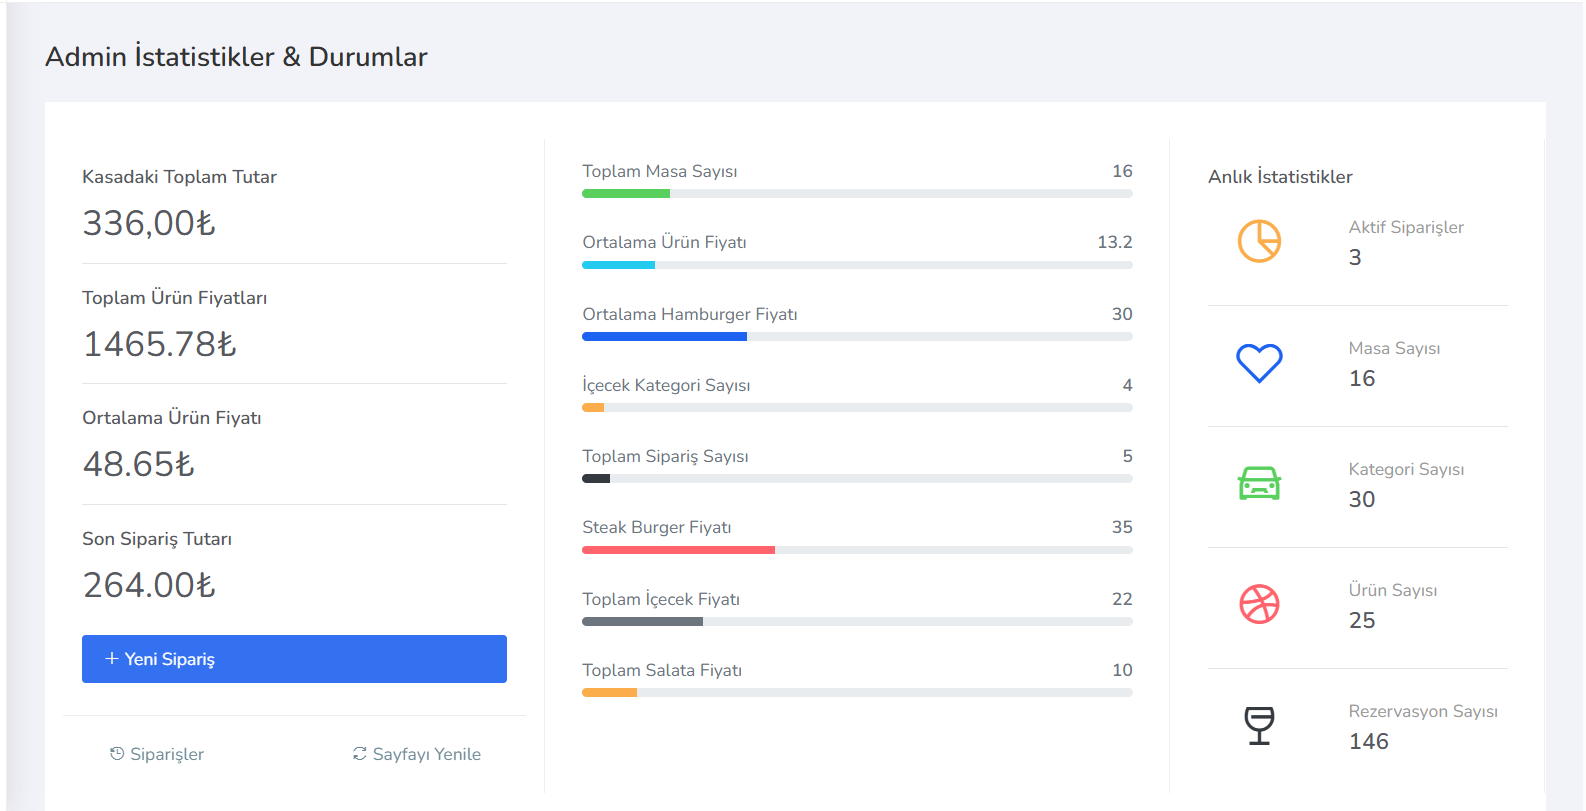 Admin İstatistikler & Durumlar
Kasadaki Toplam Tutar
336,00₺
Toplam Ürün Fiyatları
1465.78₺
Ortalama Ürün Fiyatı
48.65₺
Son Sipariş Tutarı
264.00₺
+ Yeni Sipariş
Siparişler
Sayfayı Yenile
Toplam Masa Sayısı 16
Ortalama Ürün Fiyatı 13.2
Ortalama Hamburger Fiyatı 30
İçecek Kategori Sayısı 4
Toplam Sipariş Sayısı 5
Steak Burger Fiyatı 35
Toplam İçecek Fiyatı 22
Toplam Salata Fiyatı 10
Anlık İstatistikler
Aktif Siparişler
3
Masa Sayısı
16
Kategori Sayısı
30
Ürün Sayısı
25
Rezervasyon Sayısı
146